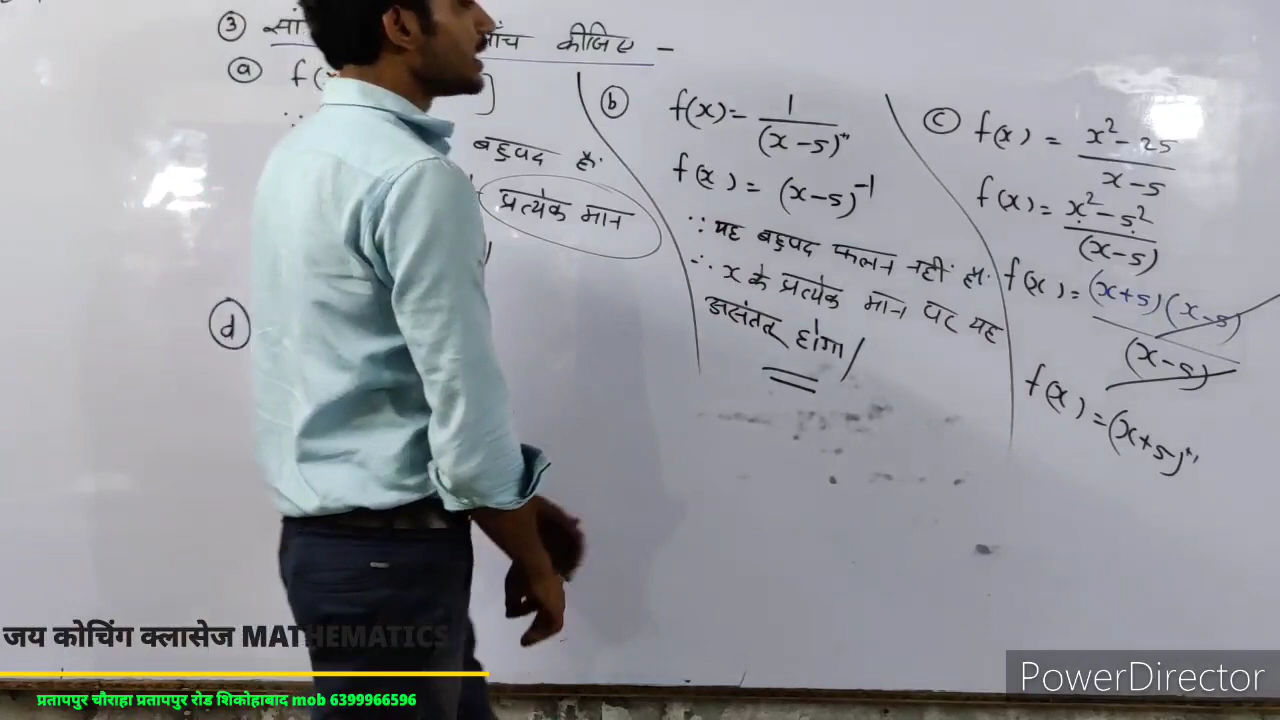 ③ सां ाँच कीजिए -
ⓐ f(x ]
∵
बहुपद है।
प्रत्येक मान
ⓑ f(x)= 1/(x-5)
f(x) = (x-5)^-1
∵ यह बहुपद फलन नहीं है।
∴ x के प्रत्येक मान पर यह
असंतत् होगा/
ⓒ f(x) = x²-25/x-5
f(x) = x²-5²/(x-5)
f(x) = (x+5)(x-5)/(x-5)
f(x) = (x+5)
ⓓ
जय कोचिंग क्लासेज MATHEMATICS
प्रतापपुर चौराहा प्रतापपुर रोड शिकोहाबाद mob 6399966596
PowerDirector